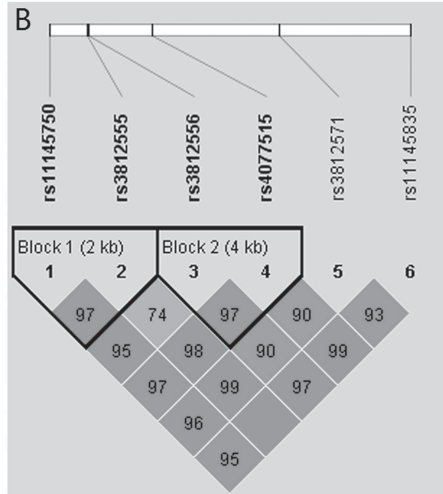 B
rs11145750
rs3812555
rs3812556
rs4077515
rs3812571
rs11145835
Block 1 (2 kb)
Block 2 (4 kb)
1 2 3 4 5 6
97 74 97 90 93
95 98 90 99
97 99 97
96
95